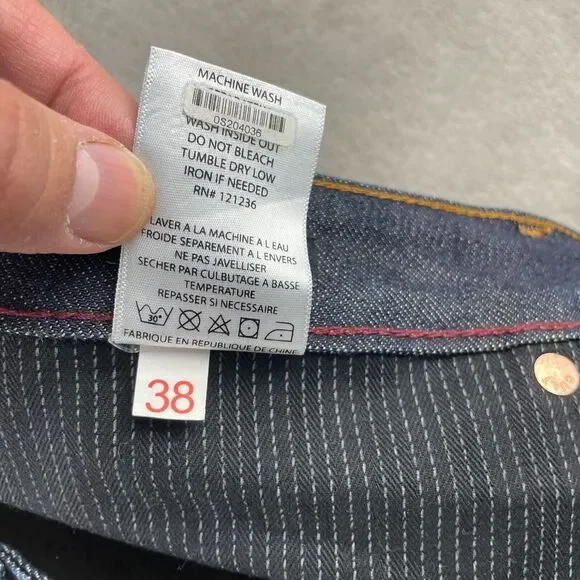 MACHINE WASH
0S204036
WASH INSIDE OUT
DO NOT BLEACH
TUMBLE DRY LOW
IRON IF NEEDED
RN# 121236
LAVER A LA MACHINE A L EAU
FROIDE SEPAREMENT A L ENVERS
NE PAS JAVELLISER
SECHER PAR CULBUTAGE A BASSE
TEMPERATURE
REPASSER SI NECESSAIRE
30°
FABRIQUE EN REPUBLIQUE DE CHINE
38